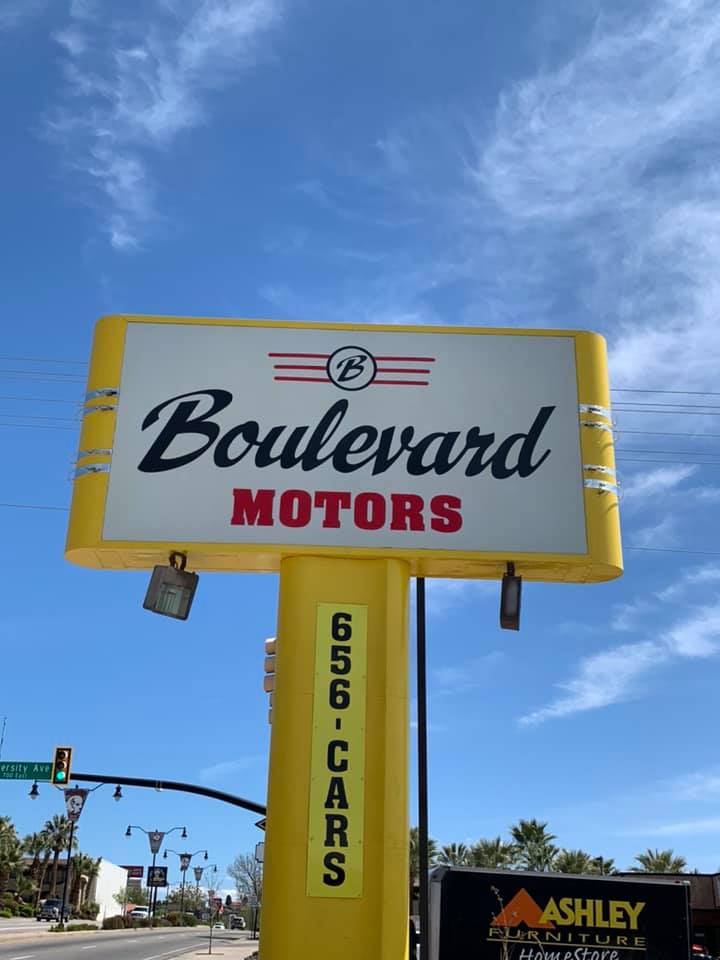 B
Boulevard
MOTORS
656-CARS
ersity Ave
700 East
ASHLEY
FURNITURE
HomeStore